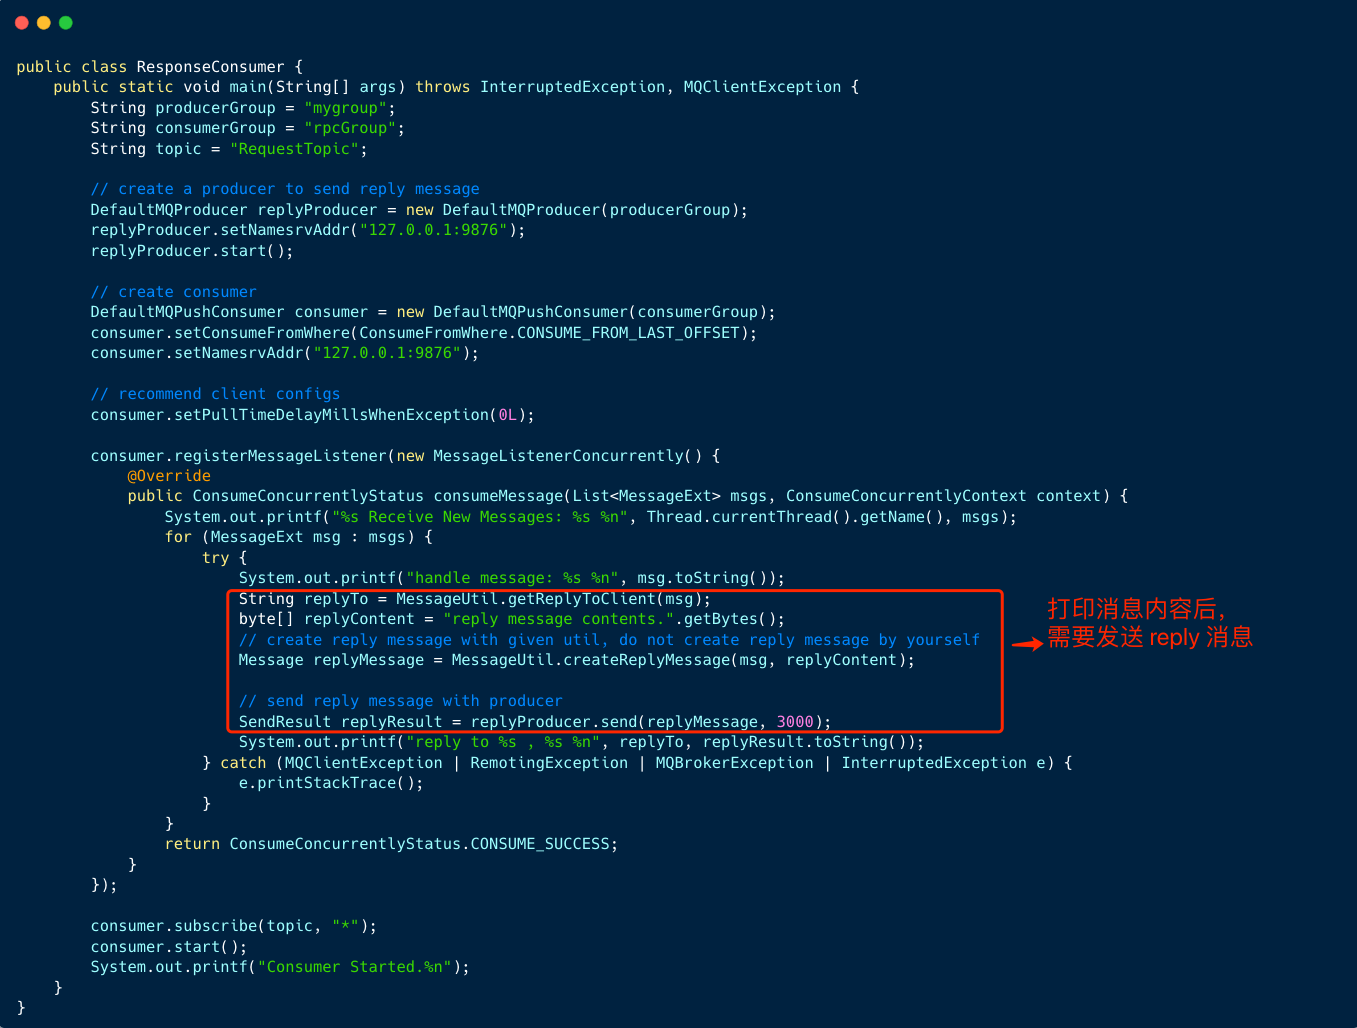 public class ResponseConsumer {
    public static void main(String[] args) throws InterruptedException, MQClientException {
        String producerGroup = "mygroup";
        String consumerGroup = "rpcGroup";
        String topic = "RequestTopic";

        // create a producer to send reply message
        DefaultMQProducer replyProducer = new DefaultMQProducer(producerGroup);
        replyProducer.setNamesrvAddr("127.0.0.1:9876");
        replyProducer.start();

        // create consumer
        DefaultMQPushConsumer consumer = new DefaultMQPushConsumer(consumerGroup);
        consumer.setConsumeFromWhere(ConsumeFromWhere.CONSUME_FROM_LAST_OFFSET);
        consumer.setNamesrvAddr("127.0.0.1:9876");

        // recommend client configs
        consumer.setPullTimeDelayMillsWhenException(0L);

        consumer.registerMessageListener(new MessageListenerConcurrently() {
            @Override
            public ConsumeConcurrentlyStatus consumeMessage(List<MessageExt> msgs, ConsumeConcurrentlyContext context) {
                System.out.printf("%s Receive New Messages: %s %n", Thread.currentThread().getName(), msgs);
                for (MessageExt msg : msgs) {
                    try {
                        System.out.printf("handle message: %s %n", msg.toString());
                        String replyTo = MessageUtil.getReplyToClient(msg);
                        byte[] replyContent = "reply message contents.".getBytes();
                        // create reply message with given util, do not create reply message by yourself
                        Message replyMessage = MessageUtil.createReplyMessage(msg, replyContent);

                        // send reply message with producer
                        SendResult replyResult = replyProducer.send(replyMessage, 3000);
                        System.out.printf("reply to %s , %s %n", replyTo, replyResult.toString());
                    } catch (MQClientException | RemotingException | MQBrokerException | InterruptedException e) {
                        e.printStackTrace();
                    }
                }
                return ConsumeConcurrentlyStatus.CONSUME_SUCCESS;
            }
        });

        consumer.subscribe(topic, "*");
        consumer.start();
        System.out.printf("Consumer Started.%n");
    }
}
打印消息内容后，
需要发送 reply 消息